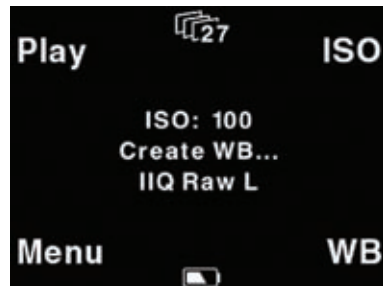 27
Play
ISO
ISO: 100
Create WB...
IIQ Raw L
Menu
WB